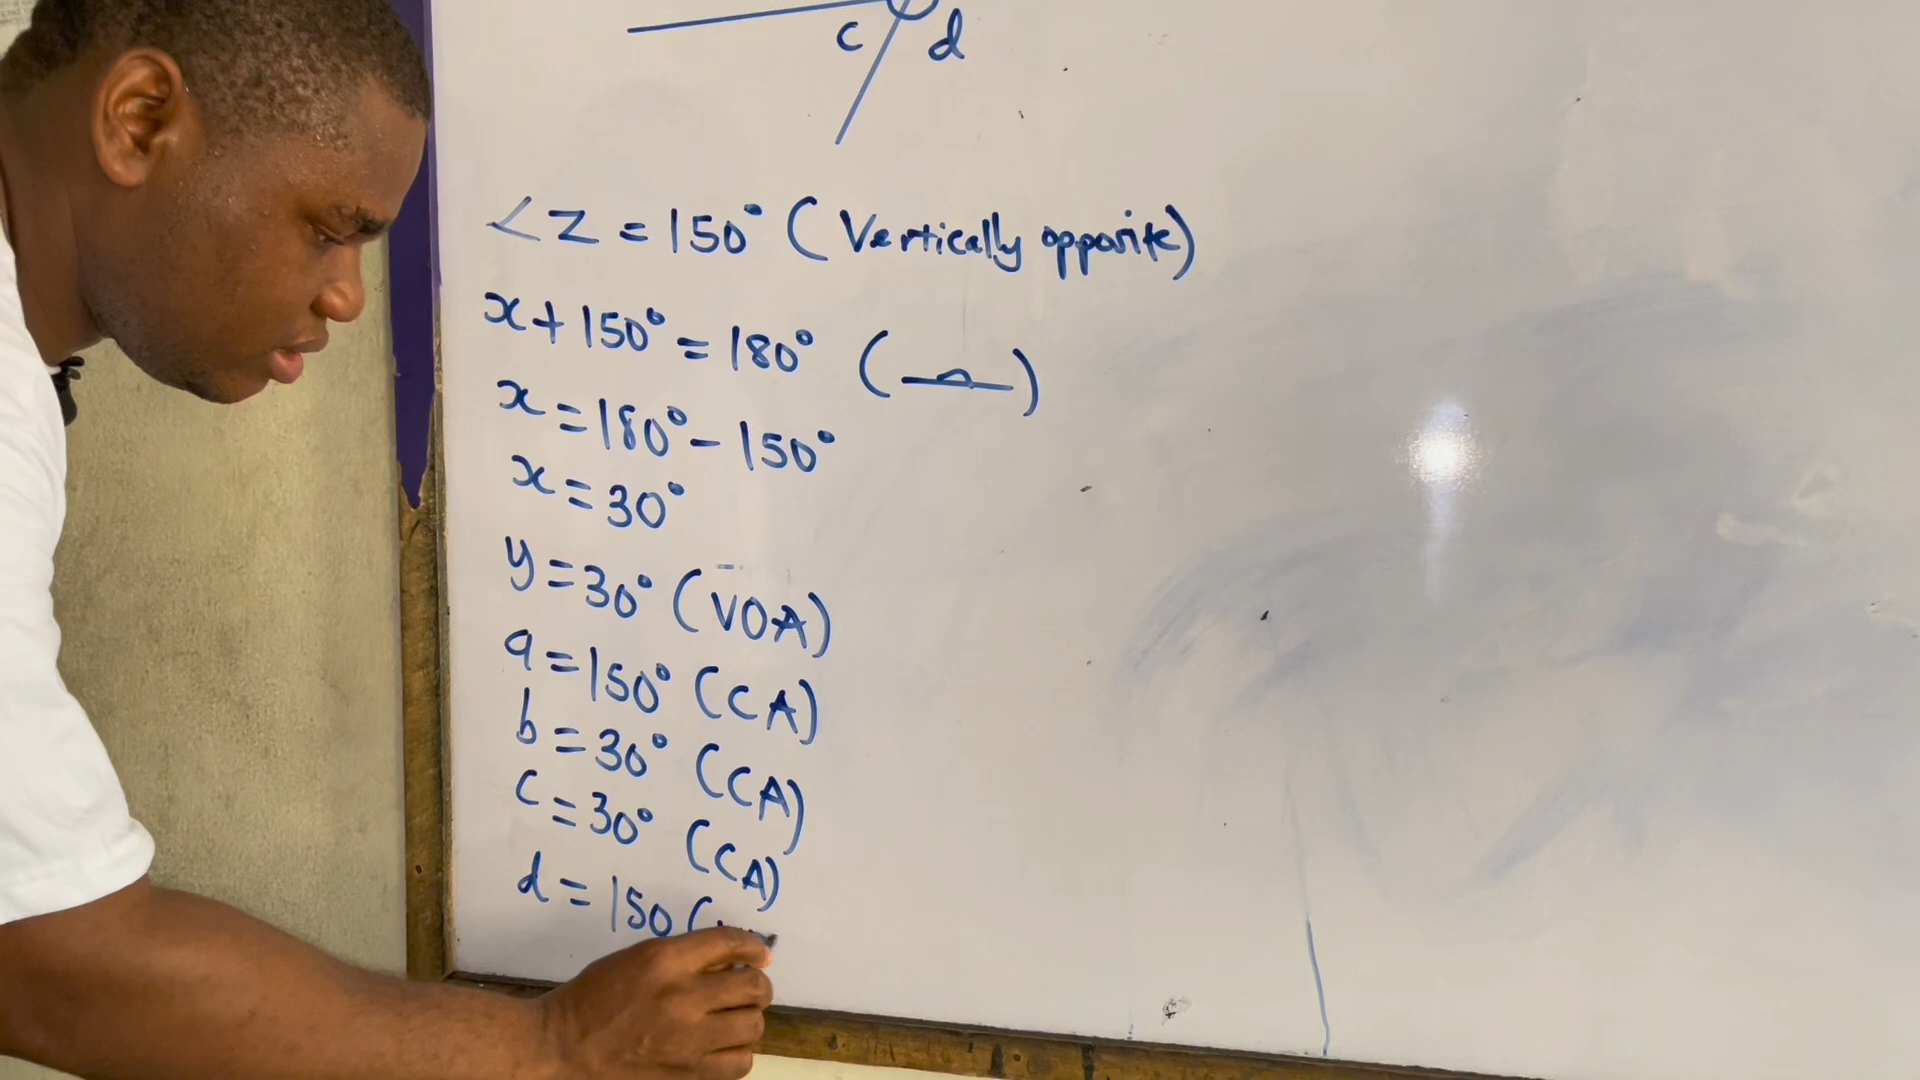 c d
∠Z = 150° (Vertically opposite)
x + 150° = 180° ( )
x = 180° - 150°
x = 30°
y = 30° (VOA)
a = 150° (CA)
b = 30° (CA)
c = 30° (CA)
d = 150 (